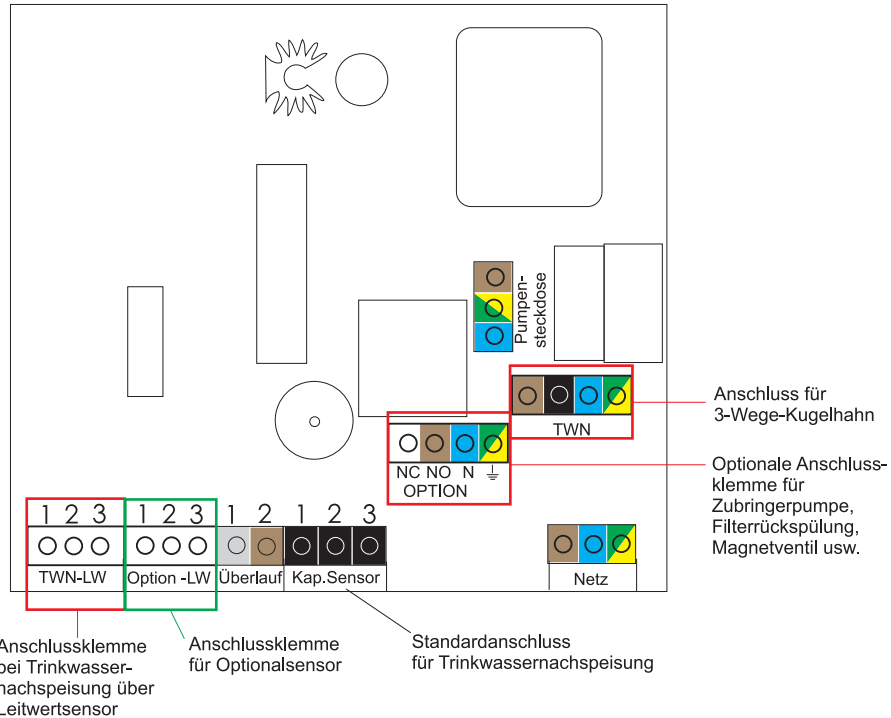 Pumpen-
steckdose
TWN
Anschluss für
3-Wege-Kugelhahn
NC NO N
OPTION
Optionale Anschluss-
klemme für
Zubringerpumpe,
Filterrückspülung,
Magnetventil usw.
1 2 3 1 2 3 1 2 1 2 3
TWN-LW Option -LW Überlauf Kap.Sensor Netz
Anschlussklemme
bei Trinkwasser-
nachspeisung über
Leitwertsensor
Anschlussklemme
für Optionalsensor
Standardanschluss
für Trinkwassernachspeisung